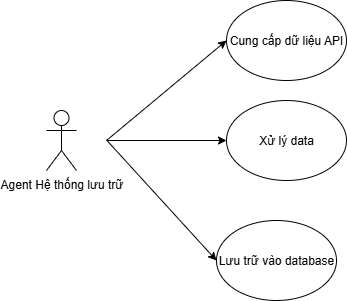 Cung cấp dữ liệu API
Xử lý data
Agent Hệ thống lưu trữ
Lưu trữ vào database